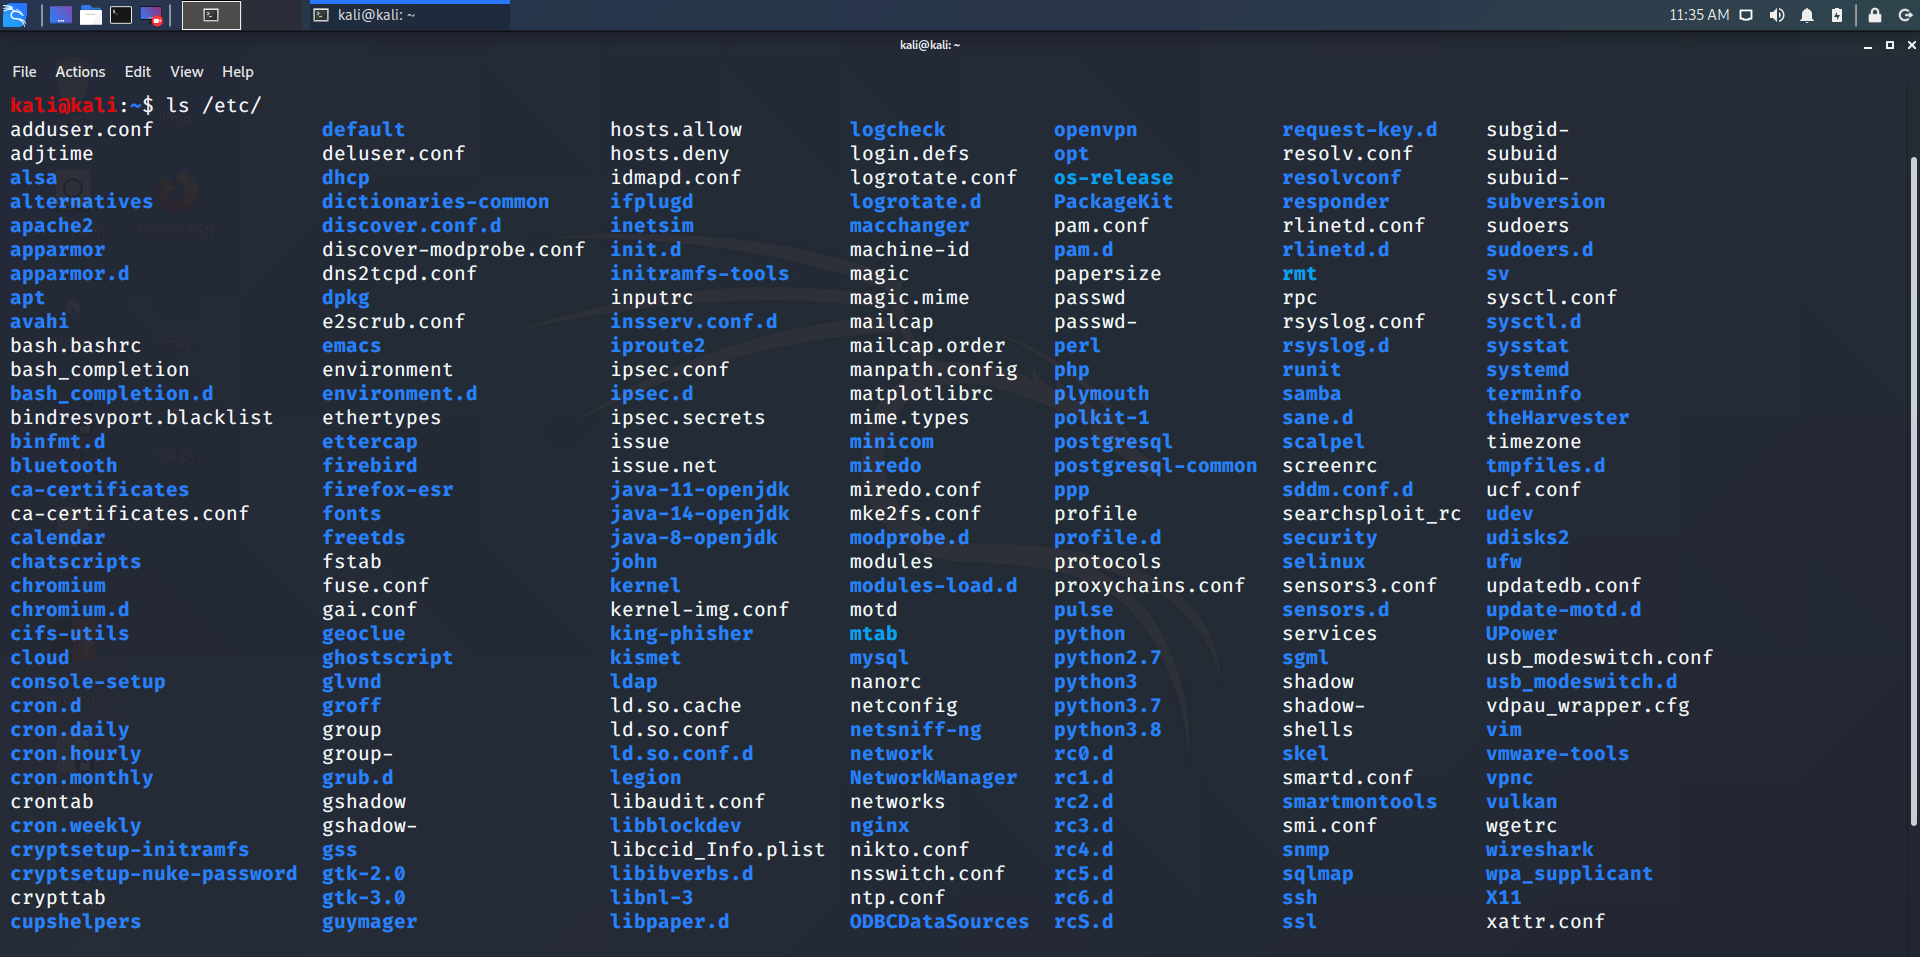 kali@kali: ~
11:35 AM
kali@kali: ~
File Actions Edit View Help
kali@kali:~$ ls /etc/
adduser.conf default hosts.allow logcheck openvpn request-key.d subgid-
adjtime deluser.conf hosts.deny login.defs opt resolv.conf subuid
alsa dhcp idmapd.conf logrotate.conf os-release resolvconf subuid-
alternatives dictionaries-common ifplugd logrotate.d PackageKit responder subversion
apache2 discover.conf.d inetsim macchanger pam.conf rlinetd.conf sudoers
apparmor discover-modprobe.conf init.d machine-id pam.d rlinetd.d sudoers.d
apparmor.d dns2tcpd.conf initramfs-tools magic papersize rmt sv
apt dpkg inputrc magic.mime passwd rpc sysctl.conf
avahi e2scrub.conf insserv.conf.d mailcap passwd- rsyslog.conf sysctl.d
bash.bashrc emacs iproute2 mailcap.order perl rsyslog.d sysstat
bash_completion environment ipsec.conf manpath.config php runit systemd
bash_completion.d environment.d ipsec.d matplotlibrc plymouth samba terminfo
bindresvport.blacklist ethertypes ipsec.secrets mime.types polkit-1 sane.d theHarvester
binfmt.d ettercap issue minicom postgresql scalpel timezone
bluetooth firebird issue.net miredo postgresql-common screenrc tmpfiles.d
ca-certificates firefox-esr java-11-openjdk miredo.conf ppp sddm.conf.d ucf.conf
ca-certificates.conf fonts java-14-openjdk mke2fs.conf profile searchsploit_rc udev
calendar freetds java-8-openjdk modprobe.d profile.d security udisks2
chatscripts fstab john modules protocols selinux ufw
chromium fuse.conf kernel modules-load.d proxychains.conf sensors3.conf updatedb.conf
chromium.d gai.conf kernel-img.conf motd pulse sensors.d update-motd.d
cifs-utils geoclue king-phisher mtab python services UPower
cloud ghostscript kismet mysql python2.7 sgml usb_modeswitch.conf
console-setup glvnd ldap nanorc python3 shadow usb_modeswitch.d
cron.d groff ld.so.cache netconfig python3.7 shadow- vdpau_wrapper.cfg
cron.daily group ld.so.conf netsniff-ng python3.8 shells vim
cron.hourly group- ld.so.conf.d network rc0.d skel vmware-tools
cron.monthly grub.d legion NetworkManager rc1.d smartd.conf vpnc
crontab gshadow libaudit.conf networks rc2.d smartmontools vulkan
cron.weekly gshadow- libblockdev nginx rc3.d smi.conf wgetrc
cryptsetup-initramfs gss libccid_Info.plist nikto.conf rc4.d snmp wireshark
cryptsetup-nuke-password gtk-2.0 libibverbs.d nsswitch.conf rc5.d sqlmap wpa_supplicant
crypttab gtk-3.0 libnl-3 ntp.conf rc6.d ssh X11
cupshelpers guymager libpaper.d ODBCDataSources rcS.d ssl xattr.conf